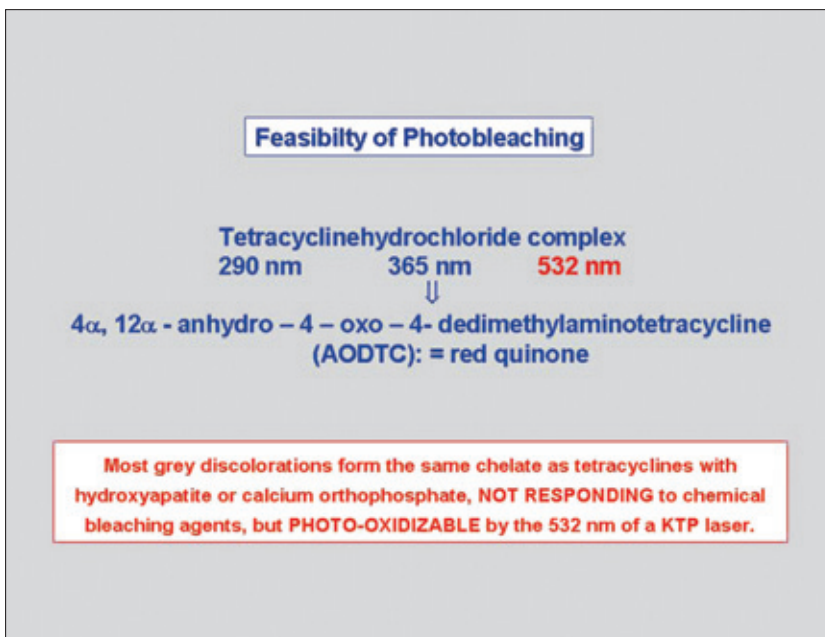 Feasibilty of Photobleaching
Tetracyclinehydrochloride complex
290 nm 365 nm 532 nm
⇓
4α, 12α - anhydro – 4 – oxo – 4- dedimethylaminotetracycline
(AODTC): = red quinone
Most grey discolorations form the same chelate as tetracyclines with
hydroxyapatite or calcium orthophosphate, NOT RESPONDING to chemical
bleaching agents, but PHOTO-OXIDIZABLE by the 532 nm of a KTP laser.